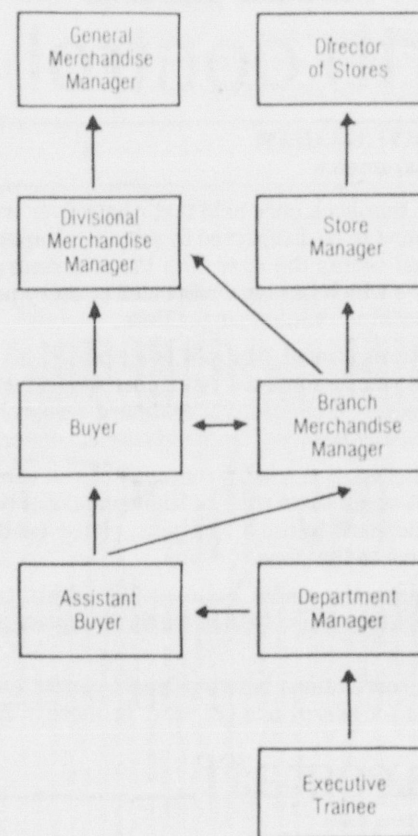 General
Merchandise
Manager
Director
of Stores
Divisional
Merchandise
Manager
Store
Manager
Buyer
Branch
Merchandise
Manager
Assistant
Buyer
Department
Manager
Executive
Trainee